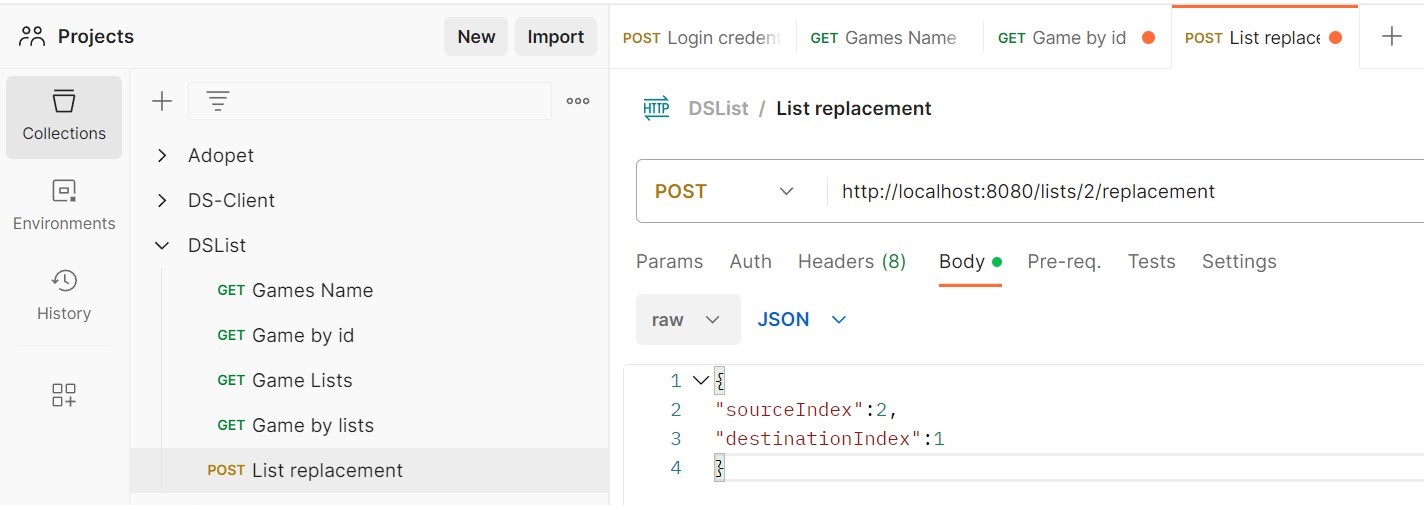 Projects
New
Import
Collections
Environments
History
Adopet
DS-Client
DSList
GET Games Name
GET Game by id
GET Game Lists
GET Game by lists
POST List replacement
POST Login creden
GET Games Name
GET Game by id
POST List replace
HTTP DSList / List replacement
POST http://localhost:8080/lists/2/replacement
Params Auth Headers (8) Body Pre-req. Tests Settings
raw JSON
1 {
2 "sourceIndex":2,
3 "destinationIndex":1
4 }